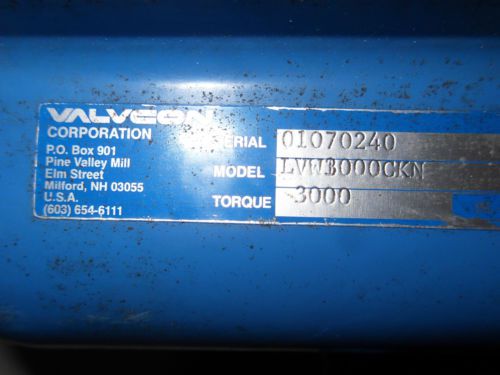 VALVCON
CORPORATION
P.O. Box 901
Pine Valley Mill
Elm Street
Milford, NH 03055
U.S.A.
(603) 654-6111
SERIAL 01070240
MODEL LVW3000CKN
TORQUE 3000